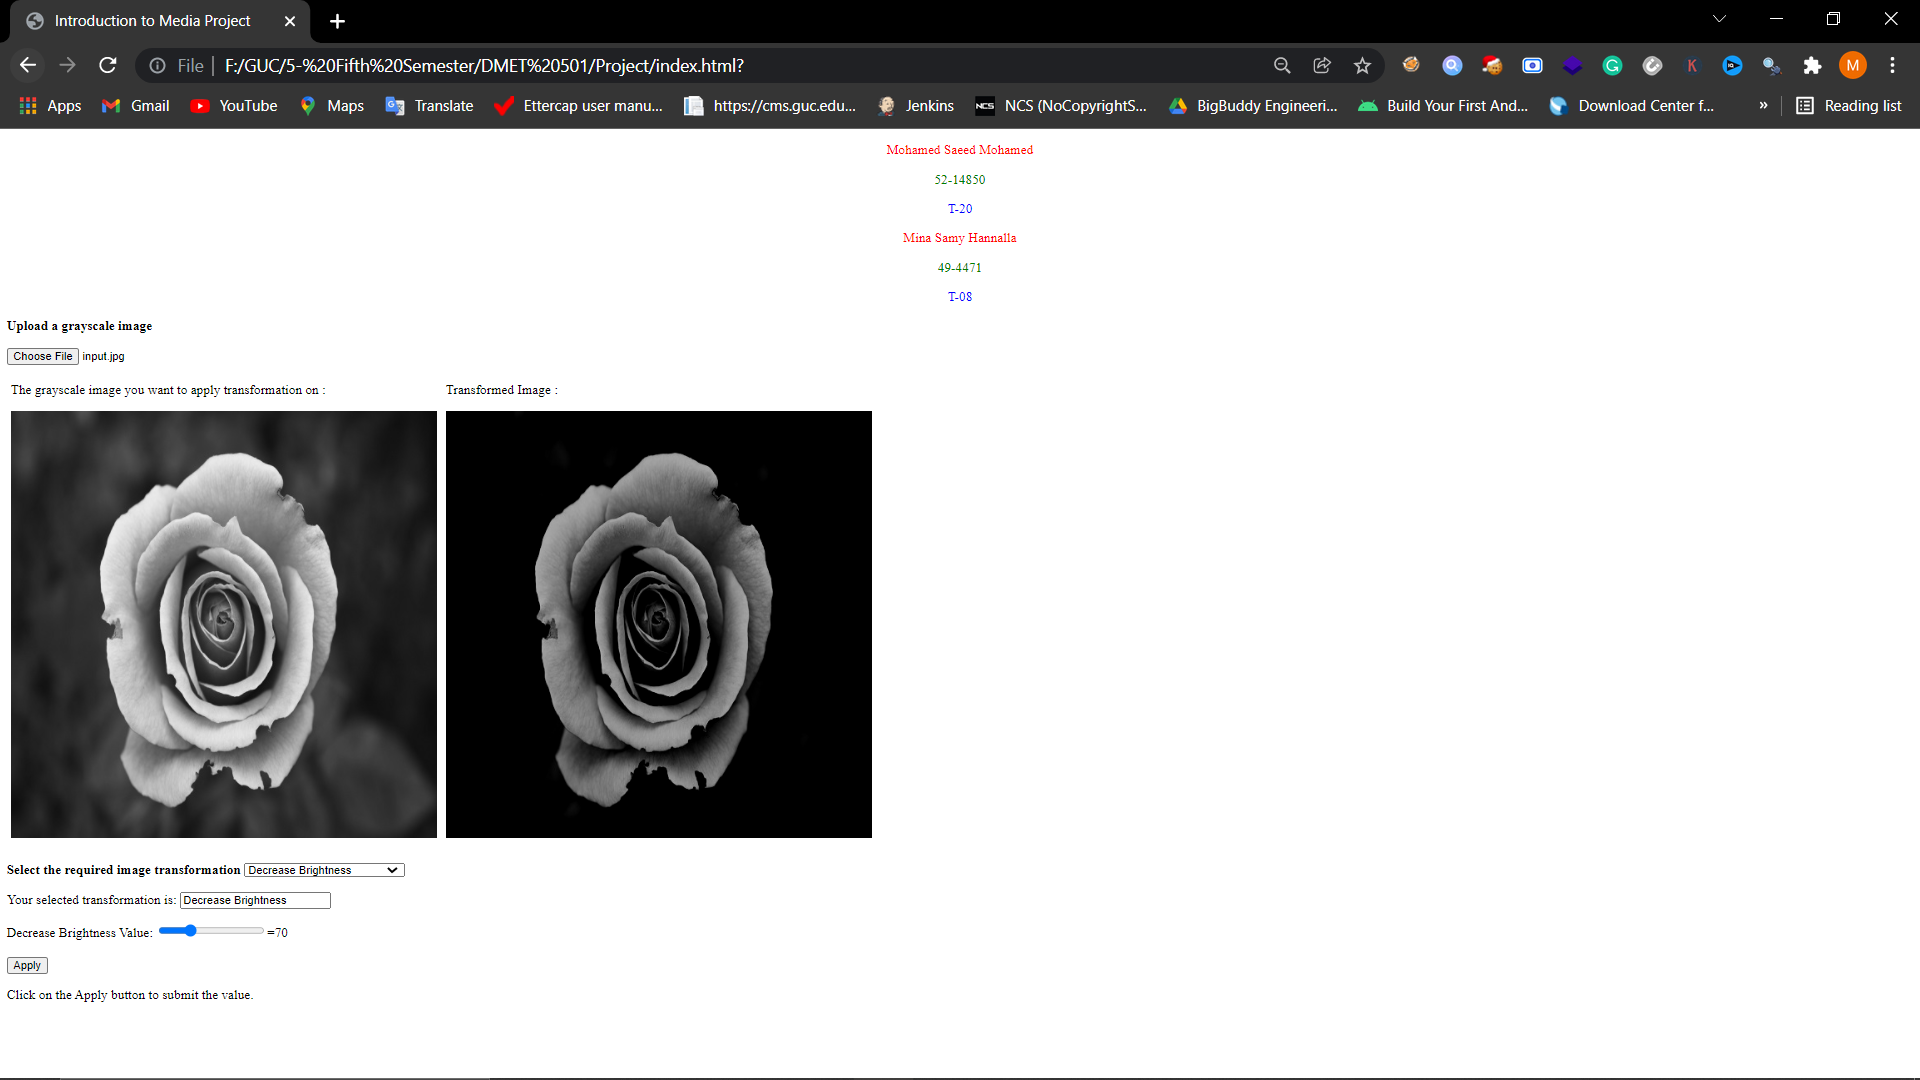 Introduction to Media Project
File F:/GUC/5-%20Fifth%20Semester/DMET%20501/Project/index.html?
M
Apps Gmail YouTube Maps Translate Ettercap user manu... https://cms.guc.edu... Jenkins NCS NCS (NoCopyrightS... BigBuddy Engineeri... Build Your First And... Download Center f... » Reading list
Mohamed Saeed Mohamed
52-14850
T-20
Mina Samy Hannalla
49-4471
T-08
Upload a grayscale image
Choose File input.jpg
The grayscale image you want to apply transformation on : Transformed Image :
Select the required image transformation Decrease Brightness
Your selected transformation is: Decrease Brightness
Decrease Brightness Value: =70
Apply
Click on the Apply button to submit the value.